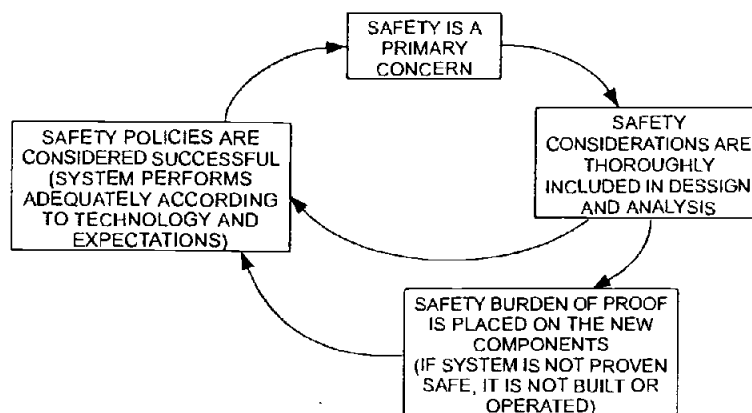 SAFETY IS A
PRIMARY
CONCERN
SAFETY POLICIES ARE
CONSIDERED SUCCESSFUL
(SYSTEM PERFORMS
ADEQUATELY ACCORDING
TO TECHNOLOGY AND
EXPECTATIONS)
SAFETY
CONSIDERATIONS ARE
THOROUGHLY
INCLUDED IN DESSIGN
AND ANALYSIS
SAFETY BURDEN OF PROOF
IS PLACED ON THE NEW
COMPONENTS
(IF SYSTEM IS NOT PROVEN
SAFE, IT IS NOT BUILT OR
OPERATED)